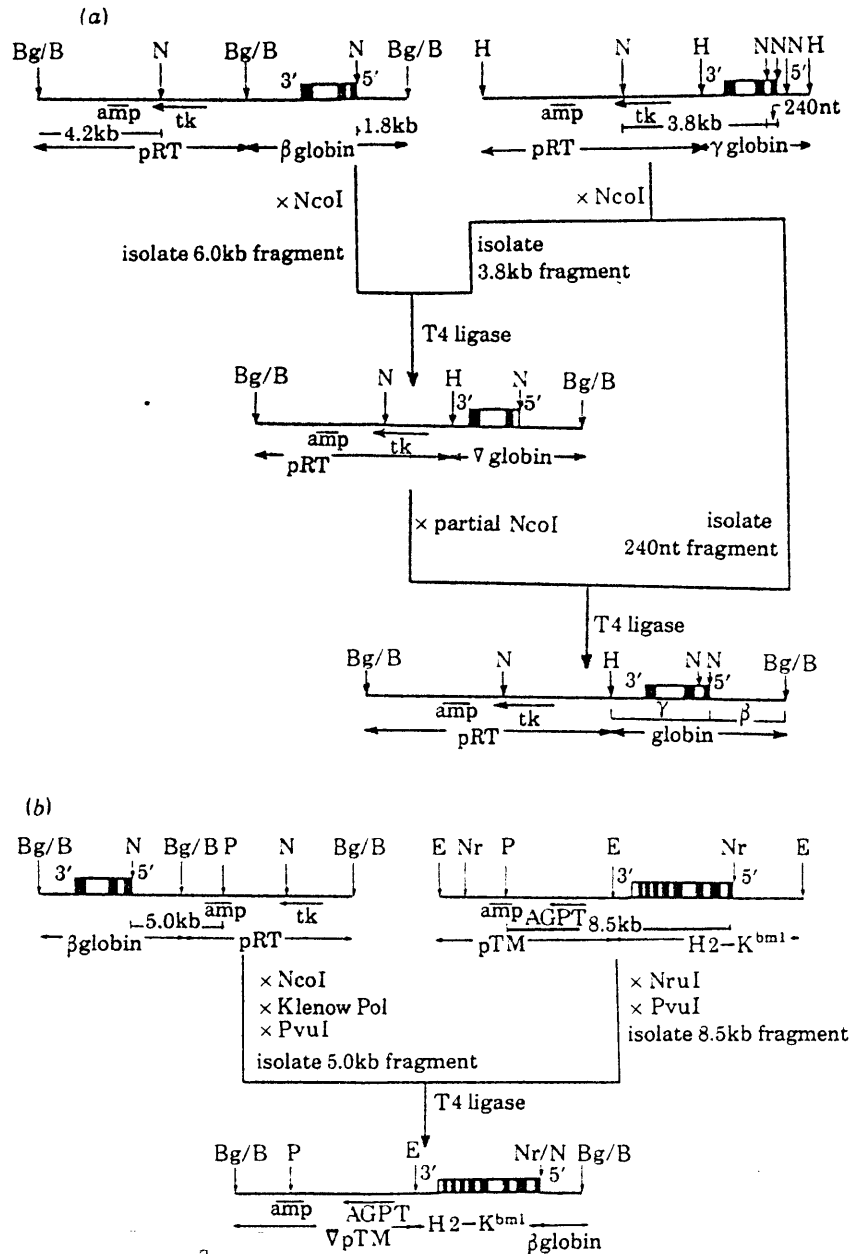 (a)
Bg/B N Bg/B N Bg/B H N H N N N H
3′ 5′ 3′ 5′
amp tk amp tk 240nt
4.2kb 1.8kb 3.8kb
pRT β globin pRT γ globin
× NcoI × NcoI
isolate 6.0kb fragment
isolate
3.8kb fragment
T4 ligase
Bg/B N H N Bg/B
3′ 5′
amp tk
pRT ∇ globin
× partial NcoI
isolate
240nt fragment
T4 ligase
Bg/B N H N N Bg/B
3′ 5′
amp tk γ β
pRT globin
(b)
Bg/B N Bg/B P N Bg/B E Nr P E Nr E
3′ 5′ 3′ 5′
5.0kb amp tk amp AGPT 8.5kb
β globin pRT pTM H2-K^bm1
× NcoI
× Klenow Pol
× PvuI
isolate 5.0kb fragment
× NruI
× PvuI
isolate 8.5kb fragment
T4 ligase
Bg/B P E Nr/N Bg/B
3′ 5′
amp AGPT
∇pTM H2-K^bm1
β globin